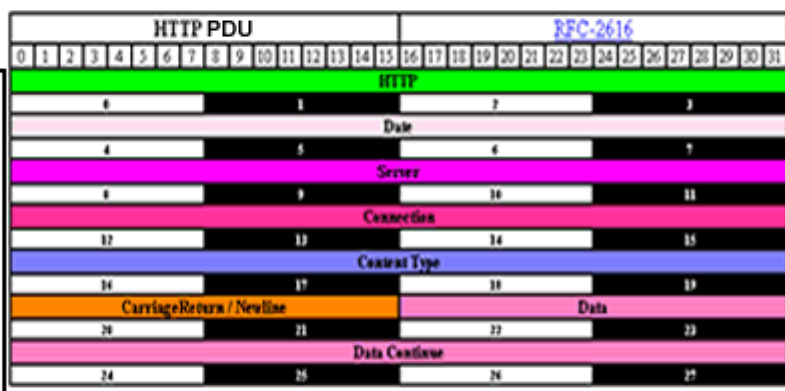 HTTP PDU RFC-2616
0 1 2 3 4 5 6 7 8 9 10 11 12 13 14 15 16 17 18 19 20 21 22 23 24 25 26 27 28 29 30 31
HTTP
0 1 2 3
Date
4 5 6 7
Server
8 9 10 11
Connection
12 13 14 15
Content Type
16 17 18 19
CarriageReturn / Newline Data
20 21 22 23
Data Continue
24 25 26 27